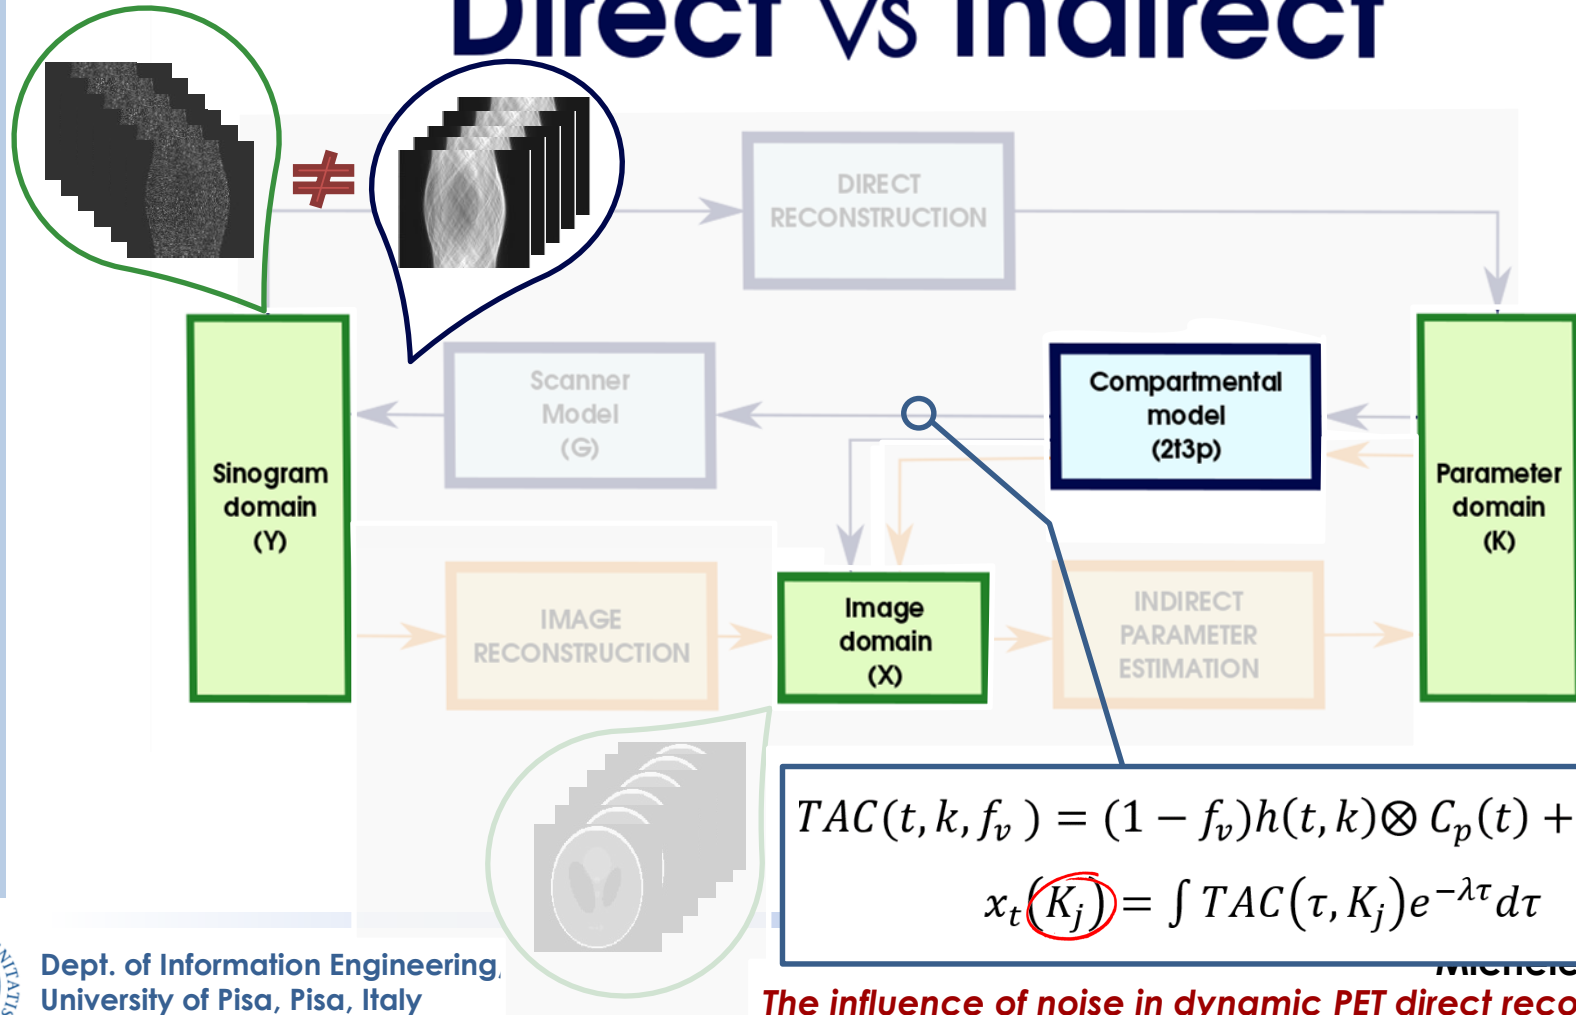 Direct vs Indirect
≠
DIRECT
RECONSTRUCTION
Scanner
Model
(G)
Compartmental
model
(2t3p)
Sinogram
domain
(Y)
Parameter
domain
(K)
IMAGE
RECONSTRUCTION
Image
domain
(X)
INDIRECT
PARAMETER
ESTIMATION
TAC(t, k, f_v) = (1 − f_v)h(t, k)⊗ C_p(t) +
x_t(K_j) = ∫ TAC(τ, K_j)e^{−λτ}dτ
Dept. of Information Engineering,
University of Pisa, Pisa, Italy
Michele
The influence of noise in dynamic PET direct reco